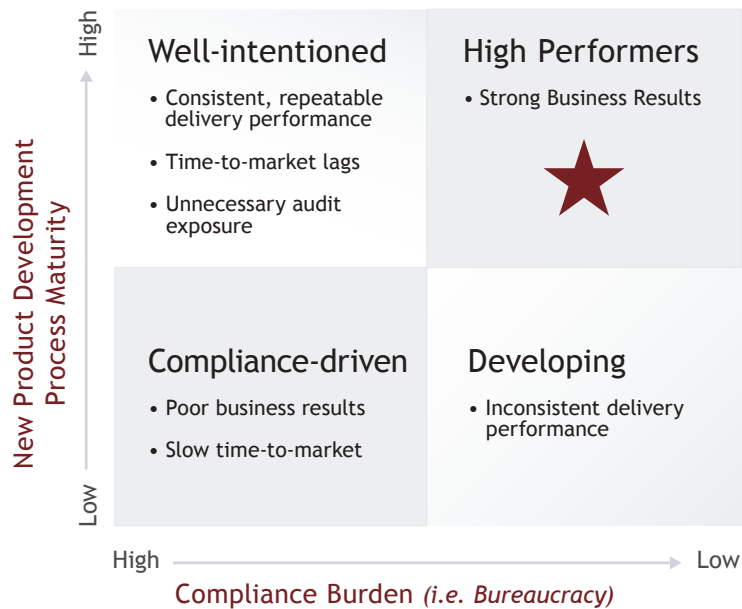 High
Low
New Product Development
Process Maturity
Well-intentioned
• Consistent, repeatable
delivery performance
• Time-to-market lags
• Unnecessary audit
exposure
High Performers
• Strong Business Results
Compliance-driven
• Poor business results
• Slow time-to-market
Developing
• Inconsistent delivery
performance
High
Low
Compliance Burden (i.e. Bureaucracy)